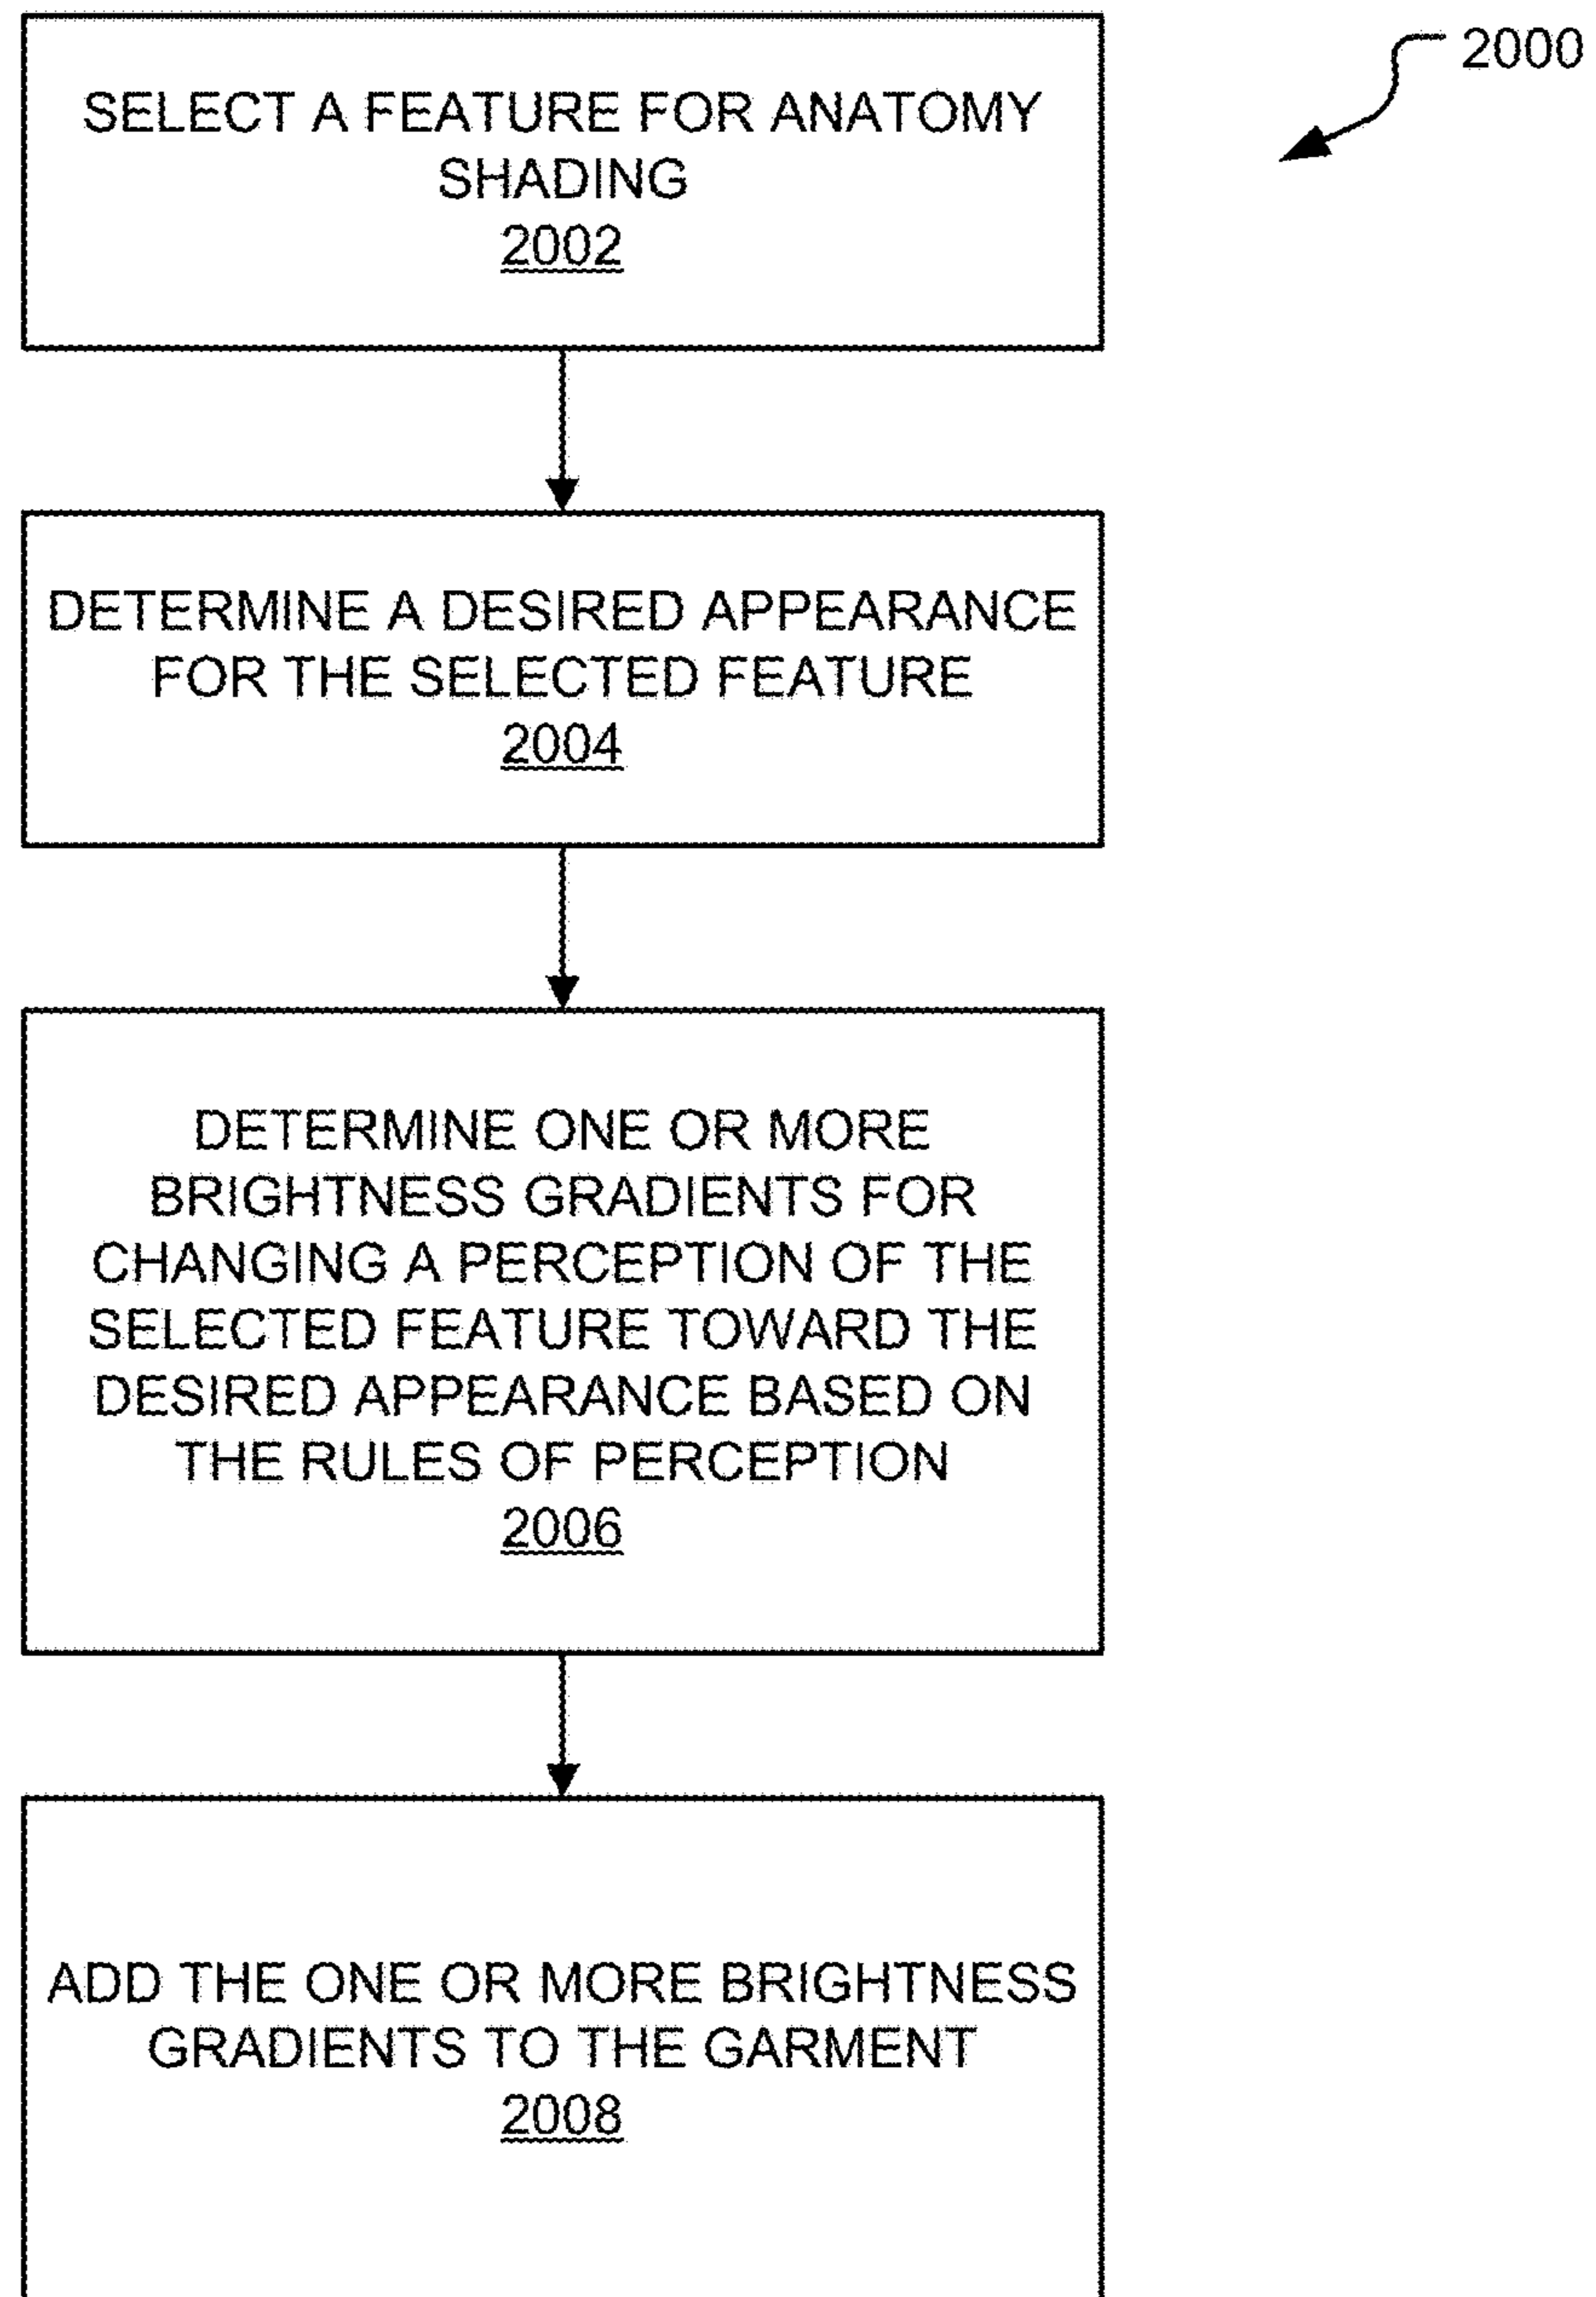 2000
SELECT A FEATURE FOR ANATOMY
SHADING
2002
DETERMINE A DESIRED APPEARANCE
FOR THE SELECTED FEATURE
2004
DETERMINE ONE OR MORE
BRIGHTNESS GRADIENTS FOR
CHANGING A PERCEPTION OF THE
SELECTED FEATURE TOWARD THE
DESIRED APPEARANCE BASED ON
THE RULES OF PERCEPTION
2006
ADD THE ONE OR MORE BRIGHTNESS
GRADIENTS TO THE GARMENT
2008